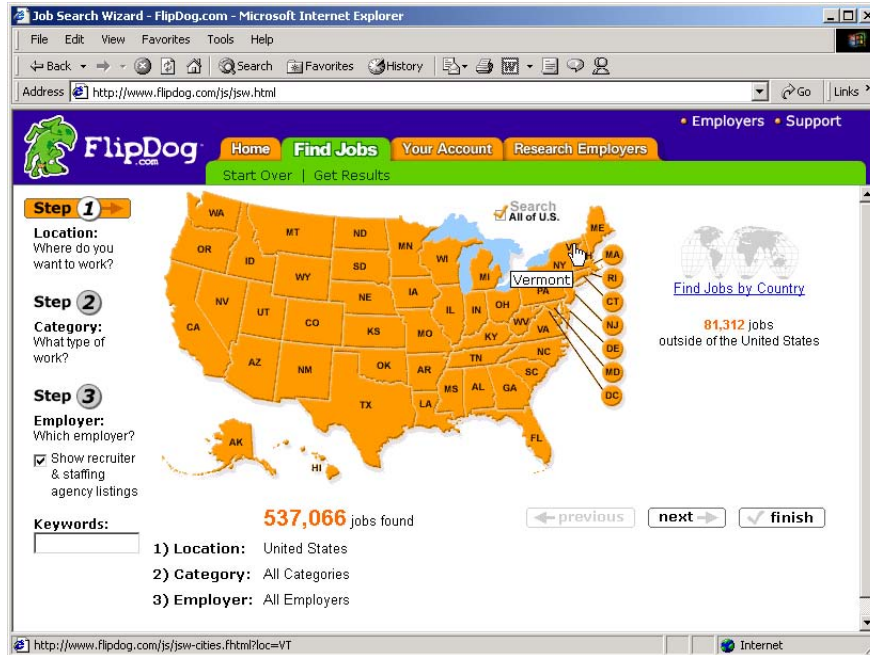 Job Search Wizard - FlipDog.com - Microsoft Internet Explorer
File Edit View Favorites Tools Help
Back Search Favorites History
Address http://www.flipdog.com/js/jsw.html Go Links
Employers Support
FlipDog.com
Home Find Jobs Your Account Research Employers
Start Over | Get Results
Step 1
Location:
Where do you
want to work?
Step 2
Category:
What type of
work?
Step 3
Employer:
Which employer?
Show recruiter
& staffing
agency listings
Keywords:
Search
All of U.S.
WA MT ND MN ME
OR ID WY SD WI MI NY MA
RI
Vermont
NV UT CO NE IA IL IN OH PA CT
CA KS MO KY WV VA NJ
AZ NM OK AR TN NC DE
SC MD
TX LA MS AL GA DC
AK HI FL
Find Jobs by Country
81,312 jobs
outside of the United States
537,066 jobs found
previous next finish
1) Location: United States
2) Category: All Categories
3) Employer: All Employers
http://www.flipdog.com/js/jsw-cities.fhtml?loc=VT Internet